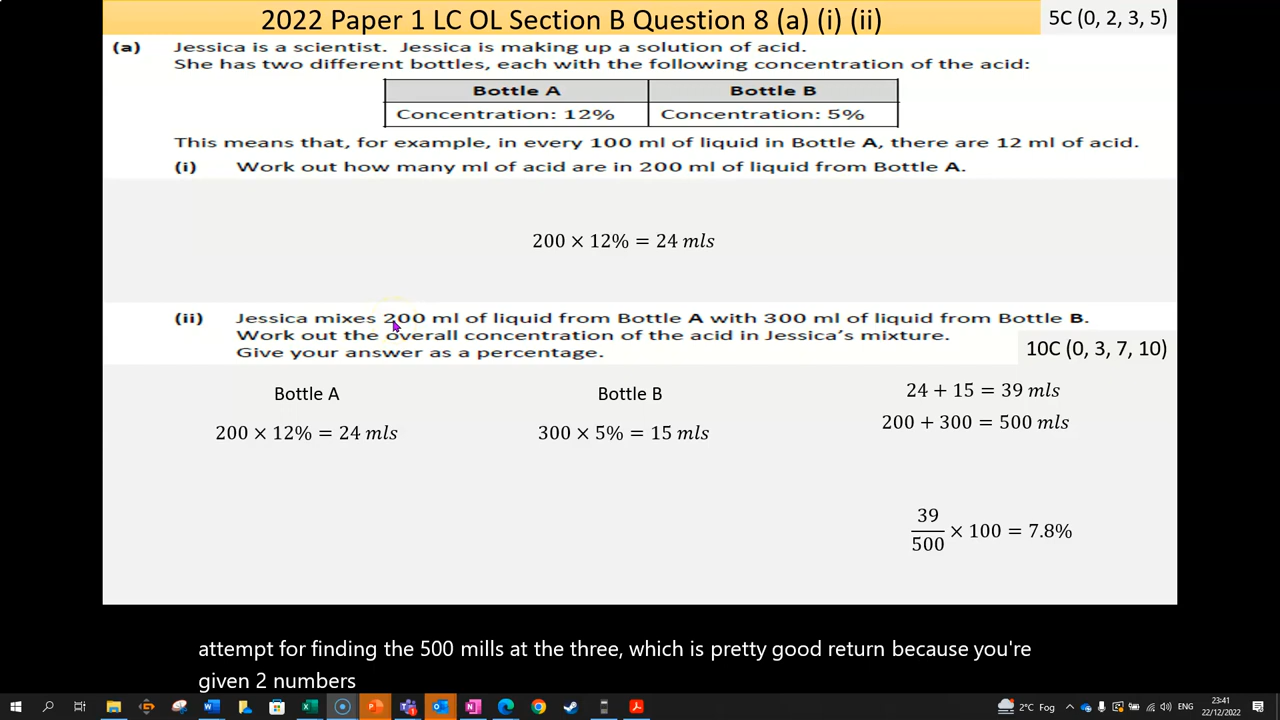 2022 Paper 1 LC OL Section B Question 8 (a) (i) (ii)
5C (0, 2, 3, 5)
(a) Jessica is a scientist. Jessica is making up a solution of acid.
She has two different bottles, each with the following concentration of the acid:
Bottle A Bottle B
Concentration: 12% Concentration: 5%
This means that, for example, in every 100 ml of liquid in Bottle A, there are 12 ml of acid.
(i) Work out how many ml of acid are in 200 ml of liquid from Bottle A.
200 × 12% = 24 mls
(ii) Jessica mixes 200 ml of liquid from Bottle A with 300 ml of liquid from Bottle B.
Work out the overall concentration of the acid in Jessica's mixture.
Give your answer as a percentage.
10C (0, 3, 7, 10)
Bottle A
200 × 12% = 24 mls
Bottle B
300 × 5% = 15 mls
24 + 15 = 39 mls
200 + 300 = 500 mls
39/500 × 100 = 7.8%
attempt for finding the 500 mills at the three, which is pretty good return because you're
given 2 numbers
2°C Fog
ENG
23:41
22/12/2022